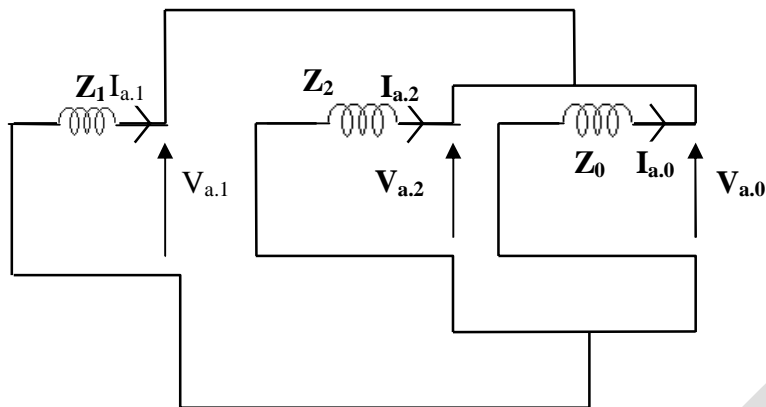 Z₁ Iₐ.₁
Z₂
Iₐ.₂
Z₀
Iₐ.₀
Vₐ.₁
Vₐ.₂
Vₐ.₀